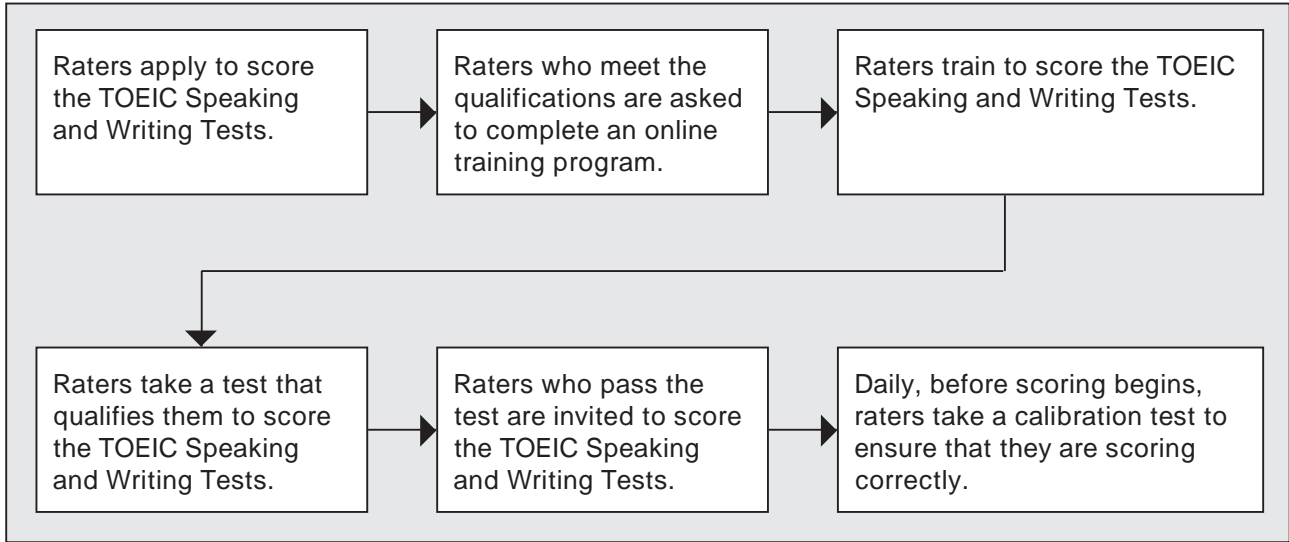 Raters apply to score
the TOEIC Speaking
and Writing Tests.
Raters who meet the
qualifications are asked
to complete an online
training program.
Raters train to score the TOEIC
Speaking and Writing Tests.
Raters take a test that
qualifies them to score
the TOEIC Speaking
and Writing Tests.
Raters who pass the
test are invited to score
the TOEIC Speaking
and Writing Tests.
Daily, before scoring begins,
raters take a calibration test to
ensure that they are scoring
correctly.